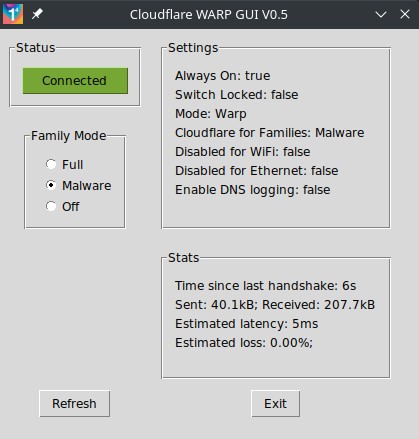 Cloudflare WARP GUI V0.5
Status
Connected
Family Mode
Full
Malware
Off
Settings
Always On: true
Switch Locked: false
Mode: Warp
Cloudflare for Families: Malware
Disabled for WiFi: false
Disabled for Ethernet: false
Enable DNS logging: false
Stats
Time since last handshake: 6s
Sent: 40.1kB; Received: 207.7kB
Estimated latency: 5ms
Estimated loss: 0.00%;
Refresh
Exit